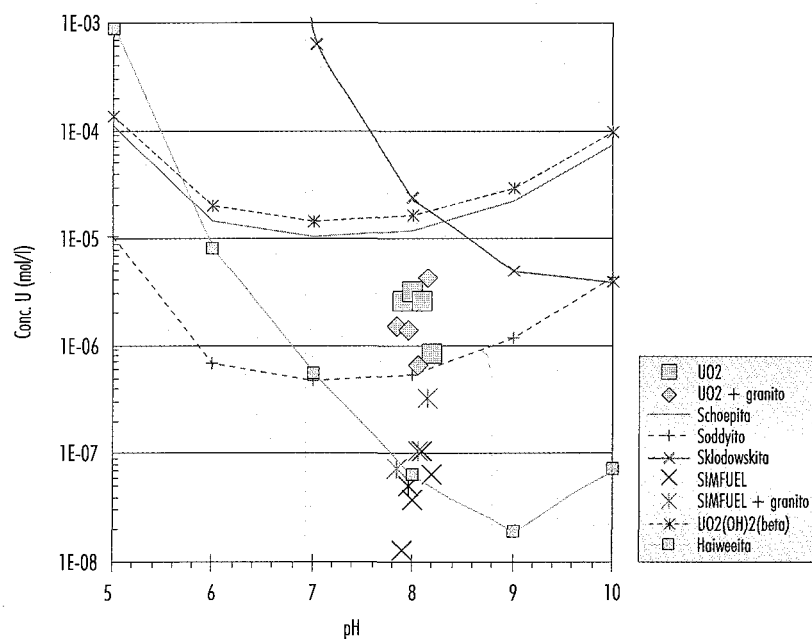 1E-03
1E-04
1E-05
1E-06
1E-07
1E-08
Conc. U (mol/l)
5 6 7 8 9 10
pH
UO2
UO2 + granito
Schoepita
Soddyito
Sklodowskita
SIMFUEL
SIMFUEL + granito
UO2(OH)2(beta)
Haiweeita